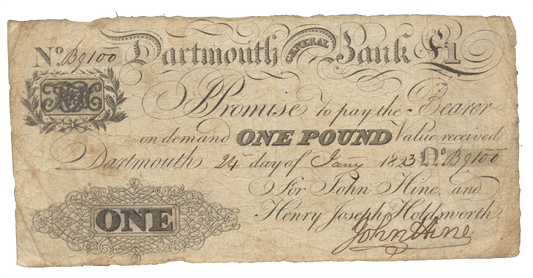 No B9100 Dartmouth GENERAL Bank £1
I Promise to pay the Bearer
on demand ONE POUND Value received
Dartmouth 24 day of Jany 1823 No B9100
For John Hine, and
Henry Joseph Holdsworth.
ONE
John Hine